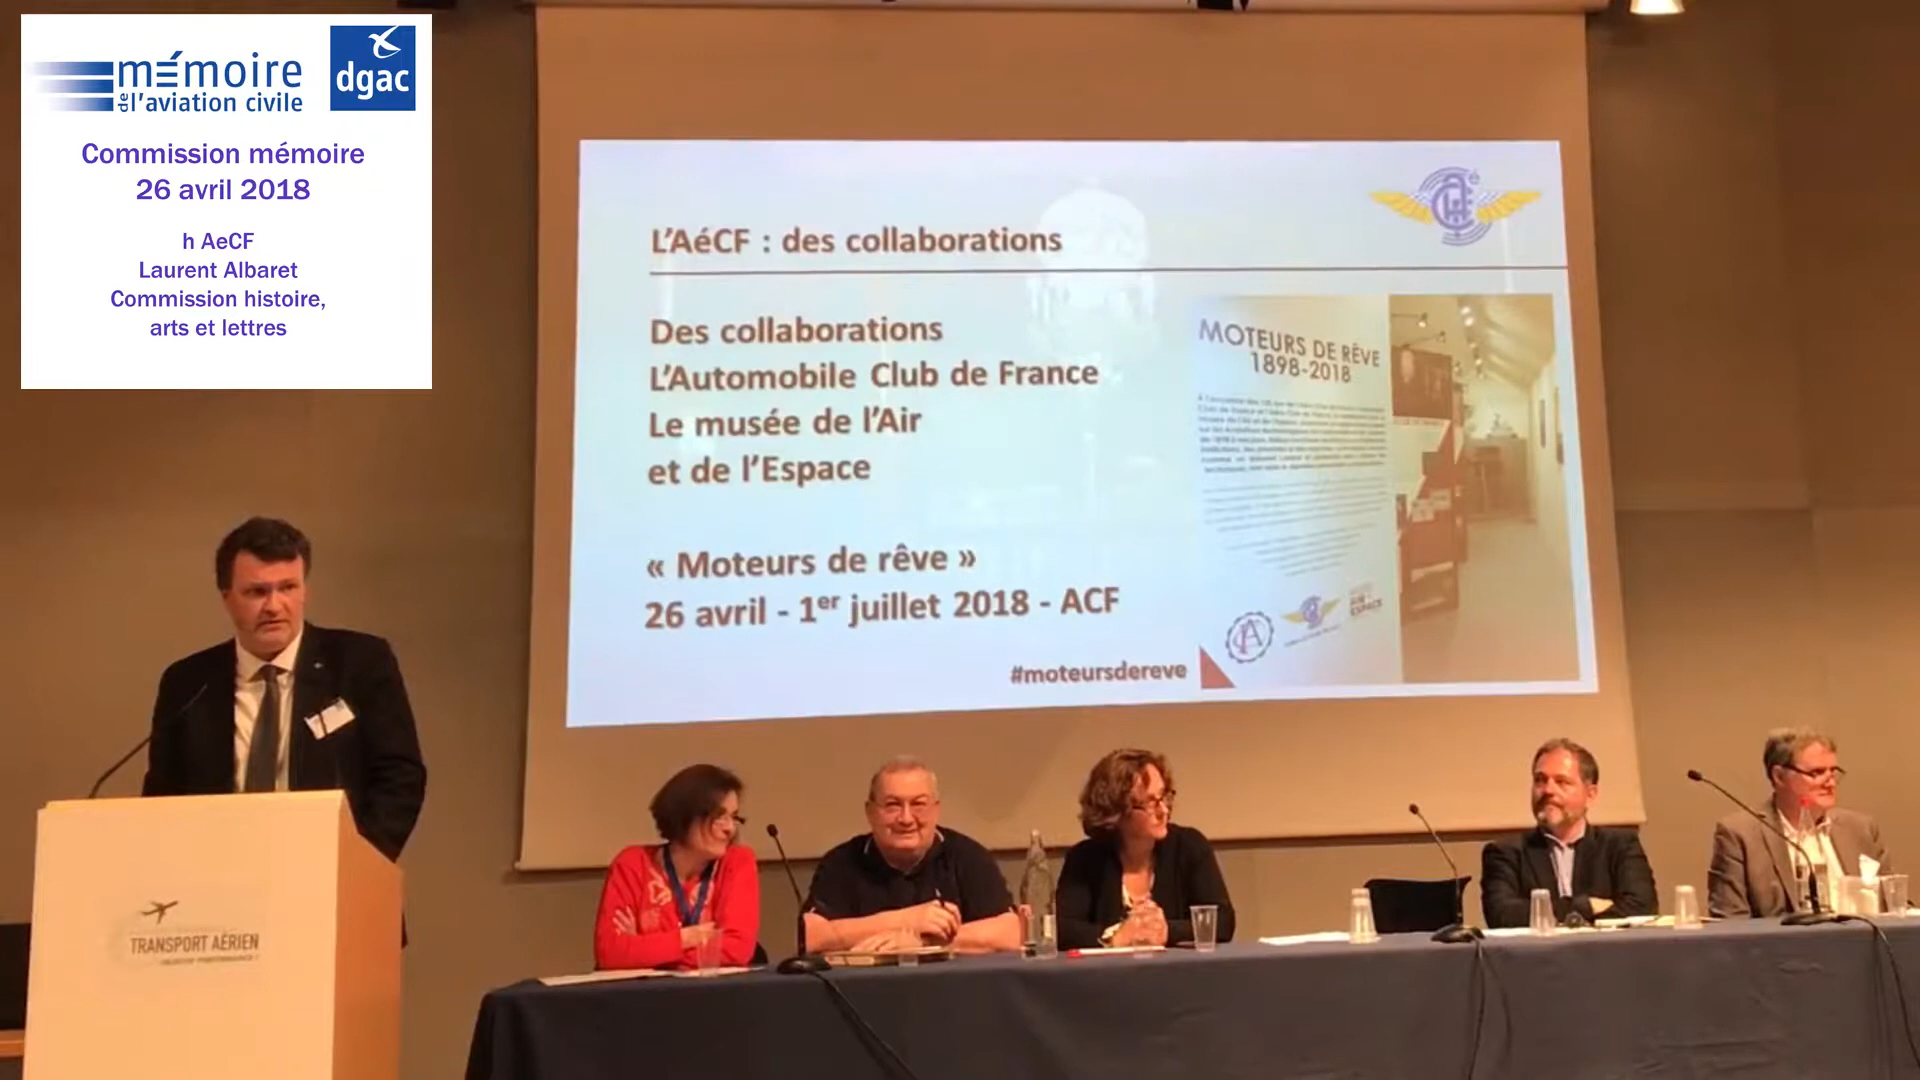 mémoire
de l'aviation civile
dgac
Commission mémoire
26 avril 2018
h AeCF
Laurent Albaret
Commission histoire,
arts et lettres
L'AéCF : des collaborations
Des collaborations
L'Automobile Club de France
Le musée de l'Air
et de l'Espace
« Moteurs de rêve »
26 avril - 1er juillet 2018 - ACF
#moteursdereve
MOTEURS DE RÊVE
1898-2018
TRANSPORT AÉRIEN